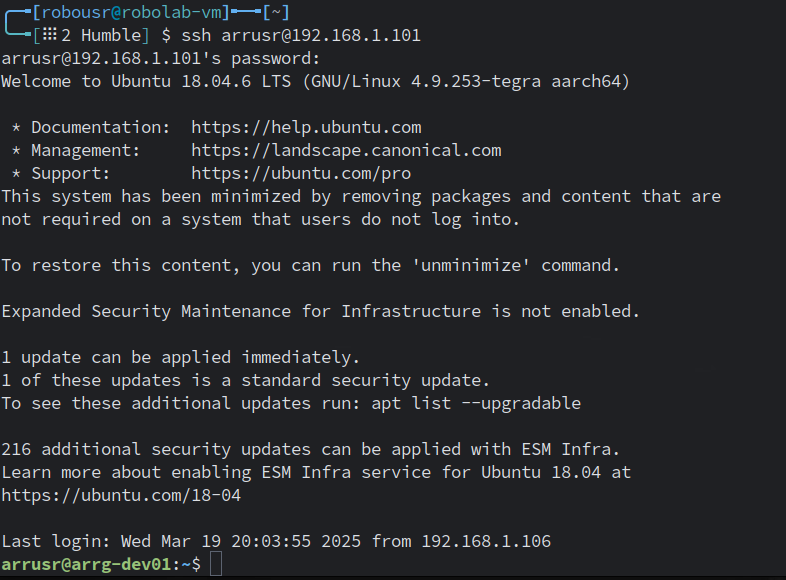 [robousr@robolab-vm]-[~]
[2 Humble] $ ssh arrusr@192.168.1.101
arrusr@192.168.1.101's password:
Welcome to Ubuntu 18.04.6 LTS (GNU/Linux 4.9.253-tegra aarch64)
* Documentation:  https://help.ubuntu.com
* Management:     https://landscape.canonical.com
* Support:        https://ubuntu.com/pro
This system has been minimized by removing packages and content that are
not required on a system that users do not log into.
To restore this content, you can run the 'unminimize' command.
Expanded Security Maintenance for Infrastructure is not enabled.
1 update can be applied immediately.
1 of these updates is a standard security update.
To see these additional updates run: apt list --upgradable
216 additional security updates can be applied with ESM Infra.
Learn more about enabling ESM Infra service for Ubuntu 18.04 at
https://ubuntu.com/18-04
Last login: Wed Mar 19 20:03:55 2025 from 192.168.1.106
arrusr@arrg-dev01:~$